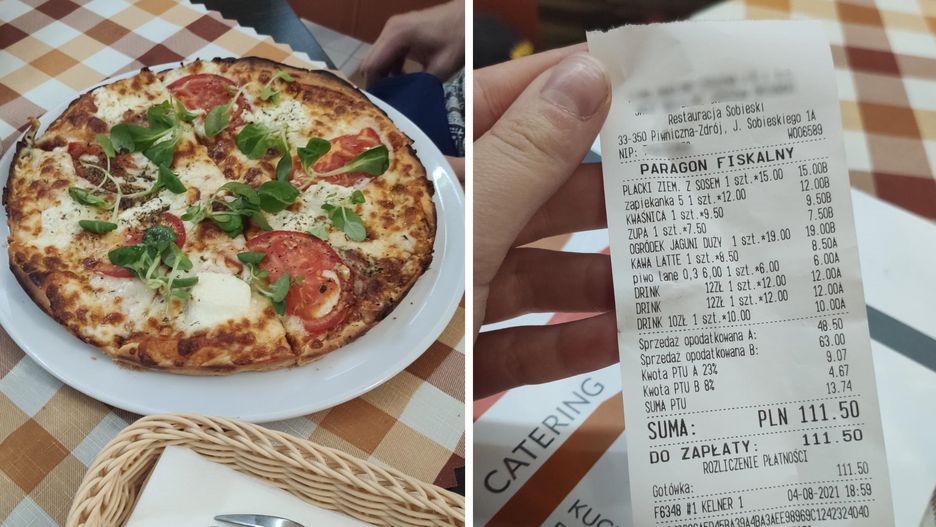 Restauracja Sobieski
33-350 Piwniczna-Zdrój, J. Sobieskiego 1A
NIP: W006589
PARAGON FISKALNY
PLACKI ZIEM. Z SOSEM 1 szt.*15.00 15.00B
zapiekanka 5 1 szt.*12.00 12.00B
KWAŚNICA 1 szt.*9.50 9.50B
ZUPA 1 szt.*7.50 7.50B
OGRÓDEK JAGUNI DUZY 1 szt.*19.00 19.00B
KAWA LATTE 1 szt.*8.50 8.50A
piwo lane 0,3 6,00 1 szt.*6.00 6.00A
DRINK 12ZŁ 1 szt.*12.00 12.00A
DRINK 12ZŁ 1 szt.*12.00 12.00A
DRINK 10ZŁ 1 szt.*10.00 10.00A
Sprzedaż opodatkowana A: 48.50
Sprzedaż opodatkowana B: 63.00
Kwota PTU A 23% 9.07
Kwota PTU B 8% 4.67
SUMA PTU 13.74
SUMA: PLN 111.50
DO ZAPŁATY: 111.50
ROZLICZENIE PŁATNOŚCI
Gotówka: 111.50
F6348 #1 KELNER 1 04-08-2021 18:59
CATERING